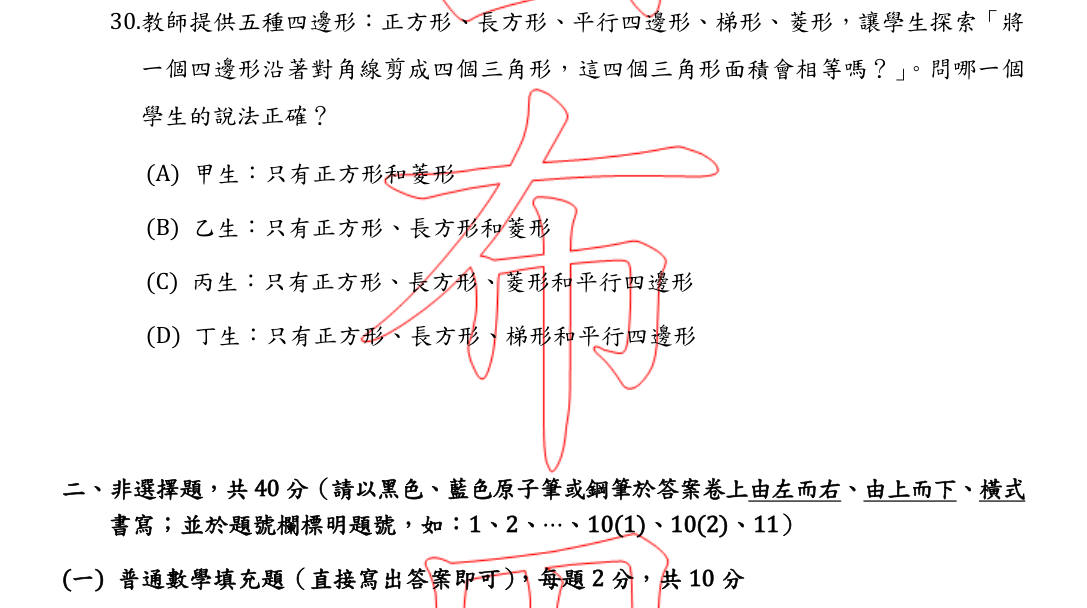 30.教師提供五種四邊形：正方形、長方形、平行四邊形、梯形、菱形，讓學生探索「將
一個四邊形沿著對角線剪成四個三角形，這四個三角形面積會相等嗎？」。問哪一個
學生的說法正確？
(A) 甲生：只有正方形和菱形
(B) 乙生：只有正方形、長方形和菱形
(C) 丙生：只有正方形、長方形、菱形和平行四邊形
(D) 丁生：只有正方形、長方形、梯形和平行四邊形
布
二、非選擇題，共 40 分（請以黑色、藍色原子筆或鋼筆於答案卷上由左而右、由上而下、橫式
書寫；並於題號欄標明題號，如：1、2、⋯、10(1)、10(2)、11）
(一) 普通數學填充題（直接寫出答案即可），每題 2 分，共 10 分